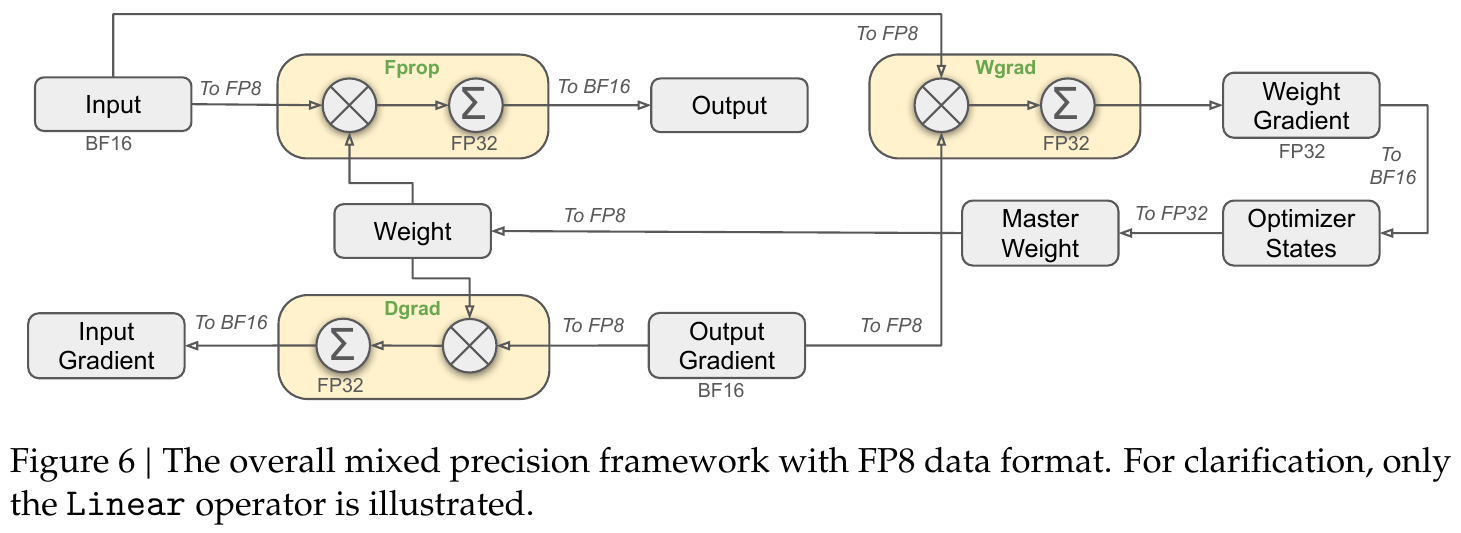 To FP8
Fprop
Wgrad
Input
To FP8
Σ
To BF16
Output
Σ
Weight
Gradient
BF16
FP32
FP32
FP32
To
BF16
Weight
To FP8
Master
Weight
To FP32
Optimizer
States
Dgrad
Input
Gradient
To BF16
Σ
To FP8
Output
Gradient
To FP8
FP32
BF16
Figure 6 | The overall mixed precision framework with FP8 data format. For clarification, only
the Linear operator is illustrated.